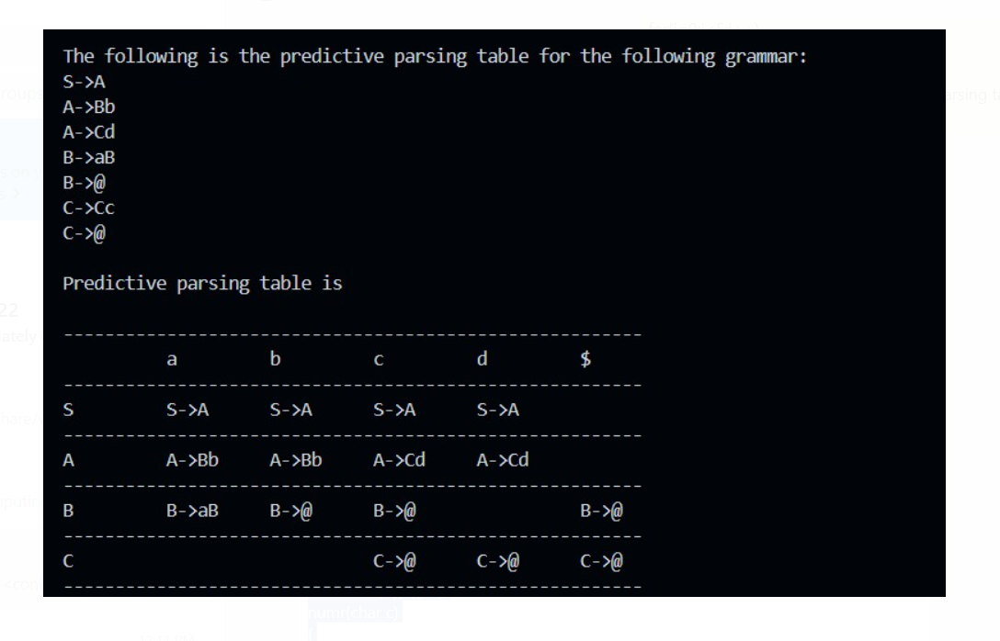 The following is the predictive parsing table for the following grammar:
S->A
A->Bb
A->Cd
B->aB
B->@
C->Cc
C->@
Predictive parsing table is
---------------------------------------------------------
a b c d $
---------------------------------------------------------
S S->A S->A S->A S->A
---------------------------------------------------------
A A->Bb A->Bb A->Cd A->Cd
---------------------------------------------------------
B B->aB B->@ B->@ B->@
---------------------------------------------------------
C C->@ C->@ C->@
---------------------------------------------------------